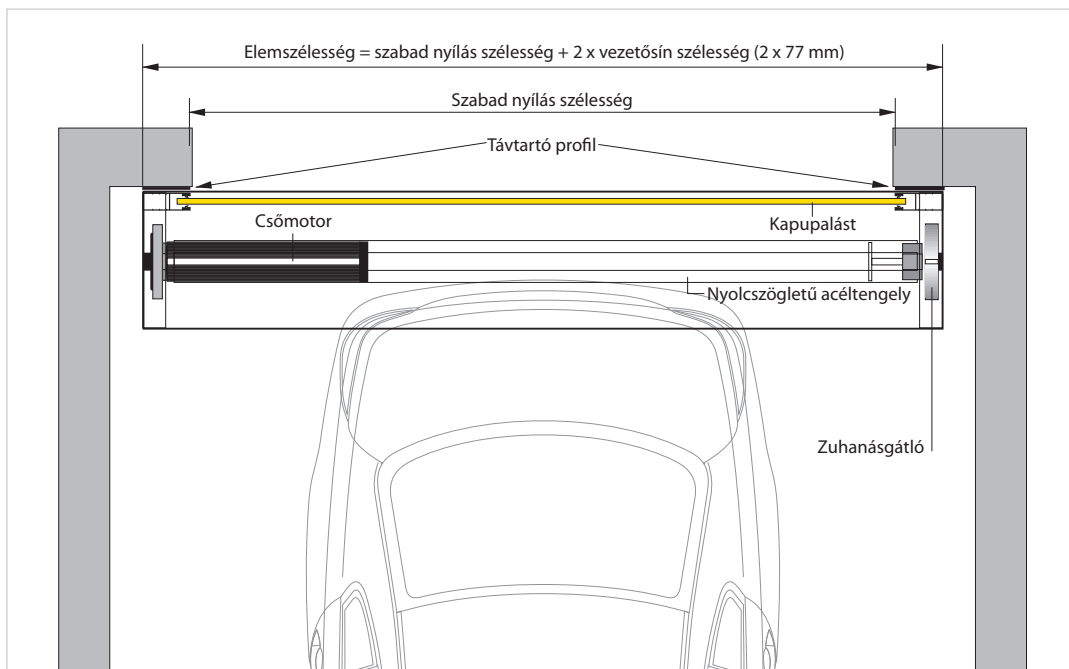 Elemszélesség = szabad nyílás szélesség + 2 x vezetősín szélesség (2 x 77 mm)
Szabad nyílás szélesség
Távtartó profil
Csőmotor
Kapupalást
Nyolcszögletű acéltengely
Zuhanásgátló